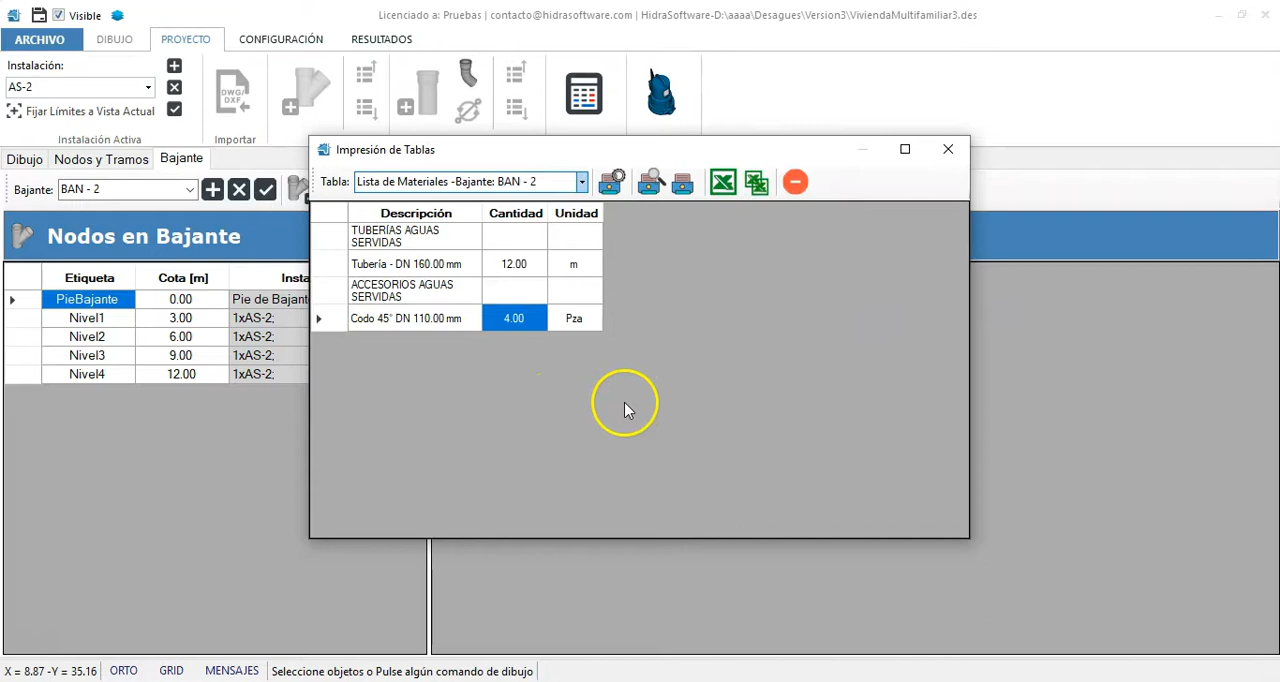 Visible
Licenciado a: Pruebas | contacto@hidrasoftware.com | HidraSoftware-D:\aaaa\Desagues\Version3\ViviendaMultifamiliar3.des
ARCHIVO DIBUJO PROYECTO CONFIGURACIÓN RESULTADOS
Instalación:
AS-2
DWG/
DXF
Fijar Límites a Vista Actual
Instalación Activa Importar
Dibujo Nodos y Tramos Bajante
Bajante: BAN - 2
Nodos en Bajante
Etiqueta Cota [m] Insta
PieBajante 0.00 Pie de Bajant
Nivel1 3.00 1xAS-2;
Nivel2 6.00 1xAS-2;
Nivel3 9.00 1xAS-2;
Nivel4 12.00 1xAS-2;
Impresión de Tablas
Tabla: Lista de Materiales -Bajante: BAN - 2
Descripción Cantidad Unidad
TUBERÍAS AGUAS
SERVIDAS
Tubería - DN 160.00 mm 12.00 m
ACCESORIOS AGUAS
SERVIDAS
Codo 45° DN 110.00 mm 4.00 Pza
X = 8.87 -Y = 35.16 ORTO GRID MENSAJES Seleccione objetos o Pulse algún comando de dibujo